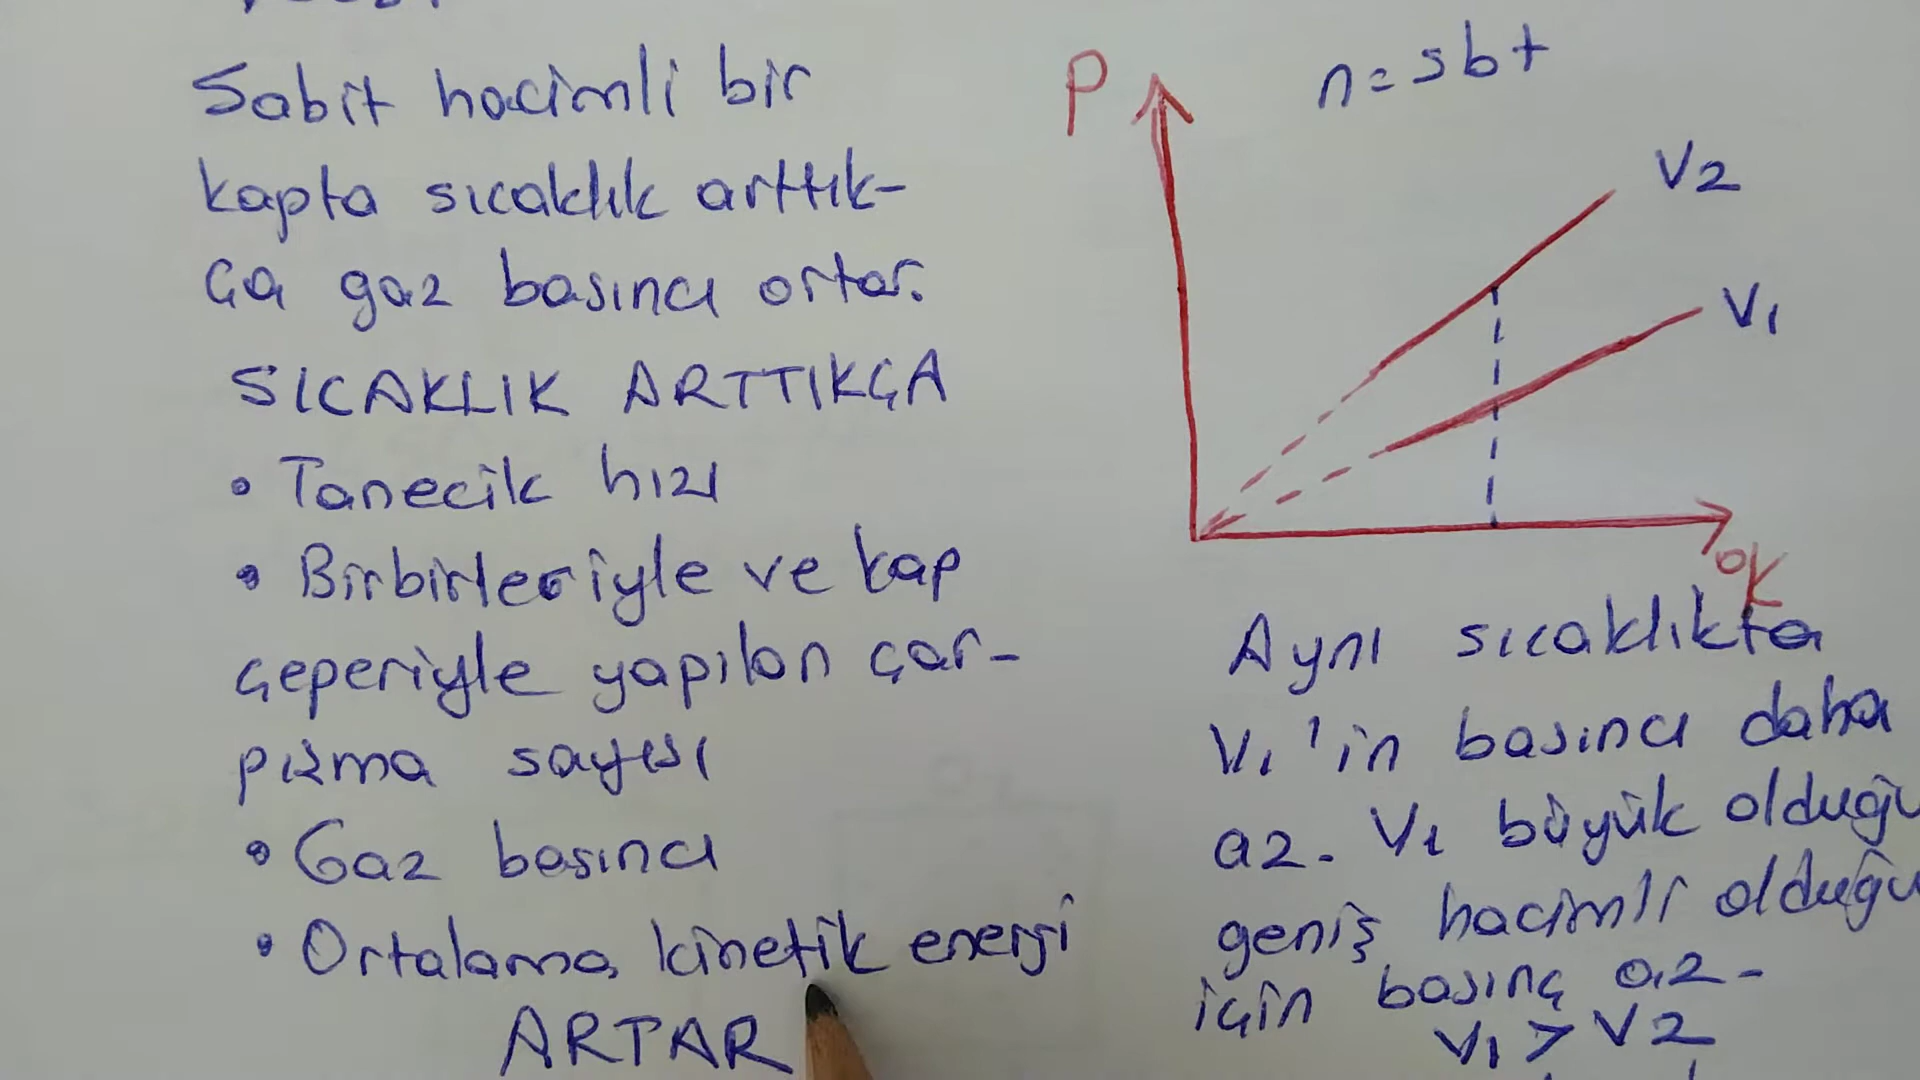 Sabit hacimli bir
kapta sıcaklık arttık-
ça gaz basıncı artar.
SICAKLIK ARTTIKÇA
• Tanecik hızı
• Birbirleriyle ve kap
çeperiyle yapılan çar-
pışma sayısı
• Gaz basıncı
• Ortalama kinetik enerji
ARTAR
P
n=sbt
V2
V1
°K
Aynı sıcaklıkta
V1'in basıncı daha
az. V1 büyük olduğu
geniş hacimli olduğu
için basınç az.
V1 > V2